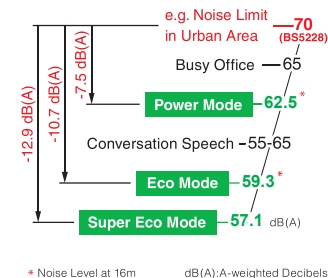 e.g. Noise Limit
in Urban Area
70
(BS5228)
Busy Office
65
-7.5 dB(A)
-10.7 dB(A)
-12.9 dB(A)
Power Mode
62.5 *
Conversation Speech
55-65
Eco Mode
59.3 *
Super Eco Mode
57.1 dB(A)
* Noise Level at 16m
dB(A):A-weighted Decibels